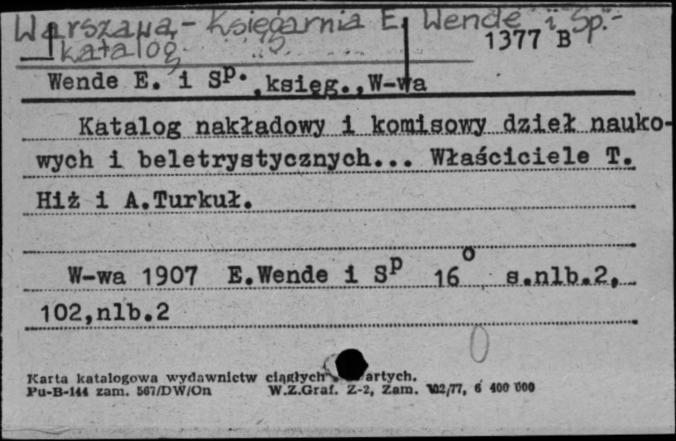 Warszawa - Księgarnia E. Wende i Sp.-
katalog
1377 B
Wende E. i Sp., księg., W-wa
Katalog nakładowy i komisowy dzieł nauko-
wych i beletrystycznych... Właściciele T.
Hiż i A.Turkuł.
W-wa 1907 E.Wende i Sp 16o s.nlb.2,
102,nlb.2
0
Karta katalogowa wydawnictw ciągłych artych.
Pu-B-144 zam. 567/DW/On W.Z.Graf. Z-2, Zam. 102/77, 6 400 000